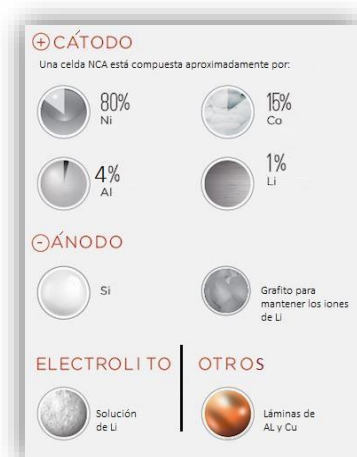 ⊕CÁTODO
Una celda NCA está compuesta aproximadamente por:
80%
Ni
15%
Co
4%
Al
1%
Li
⊖ÁNODO
Si
Grafito para
mantener los iones
de Li
ELECTROLITO
Solución
de Li
OTROS
Láminas de
AL y Cu